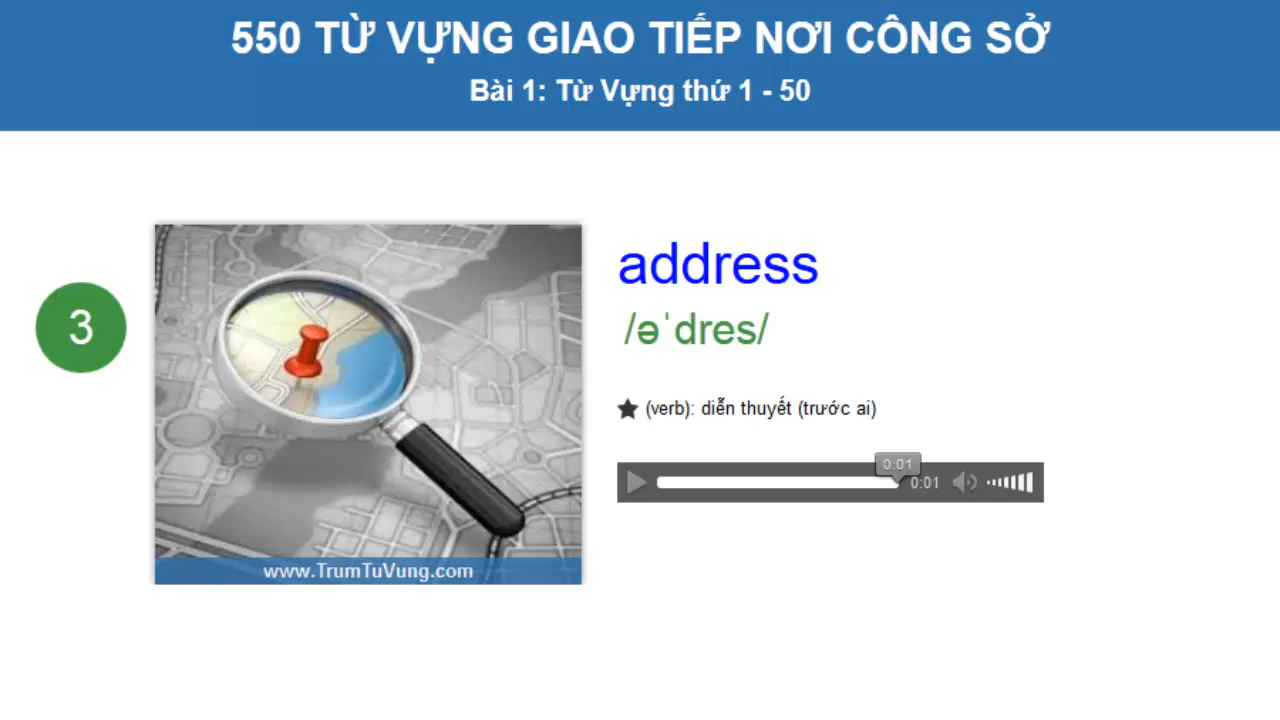 550 TỪ VỰNG GIAO TIẾP NƠI CÔNG SỞ
Bài 1: Từ Vựng thứ 1 - 50
3
address
/əˈdres/
(verb): diễn thuyết (trước ai)
0:01
0:01
www.TrumTuVung.com